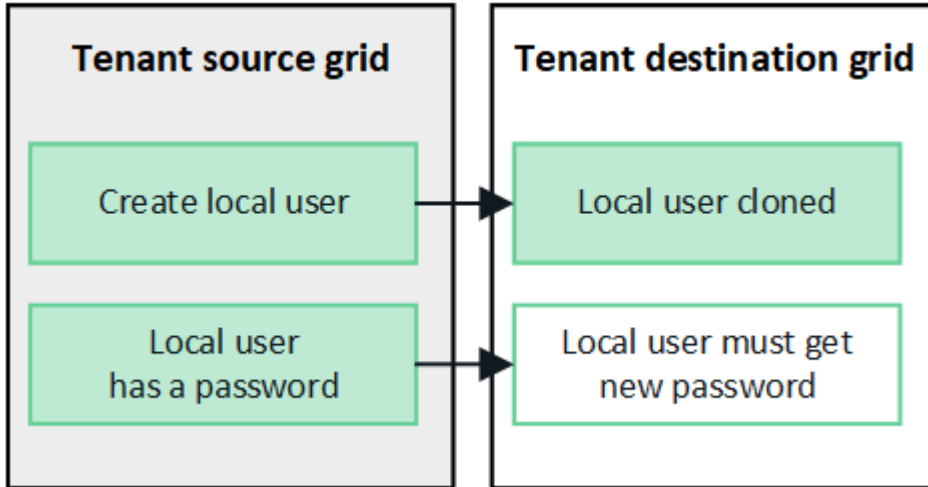 Tenant source grid
Create local user
Local user
has a password
Tenant destination grid
Local user cloned
Local user must get
new password